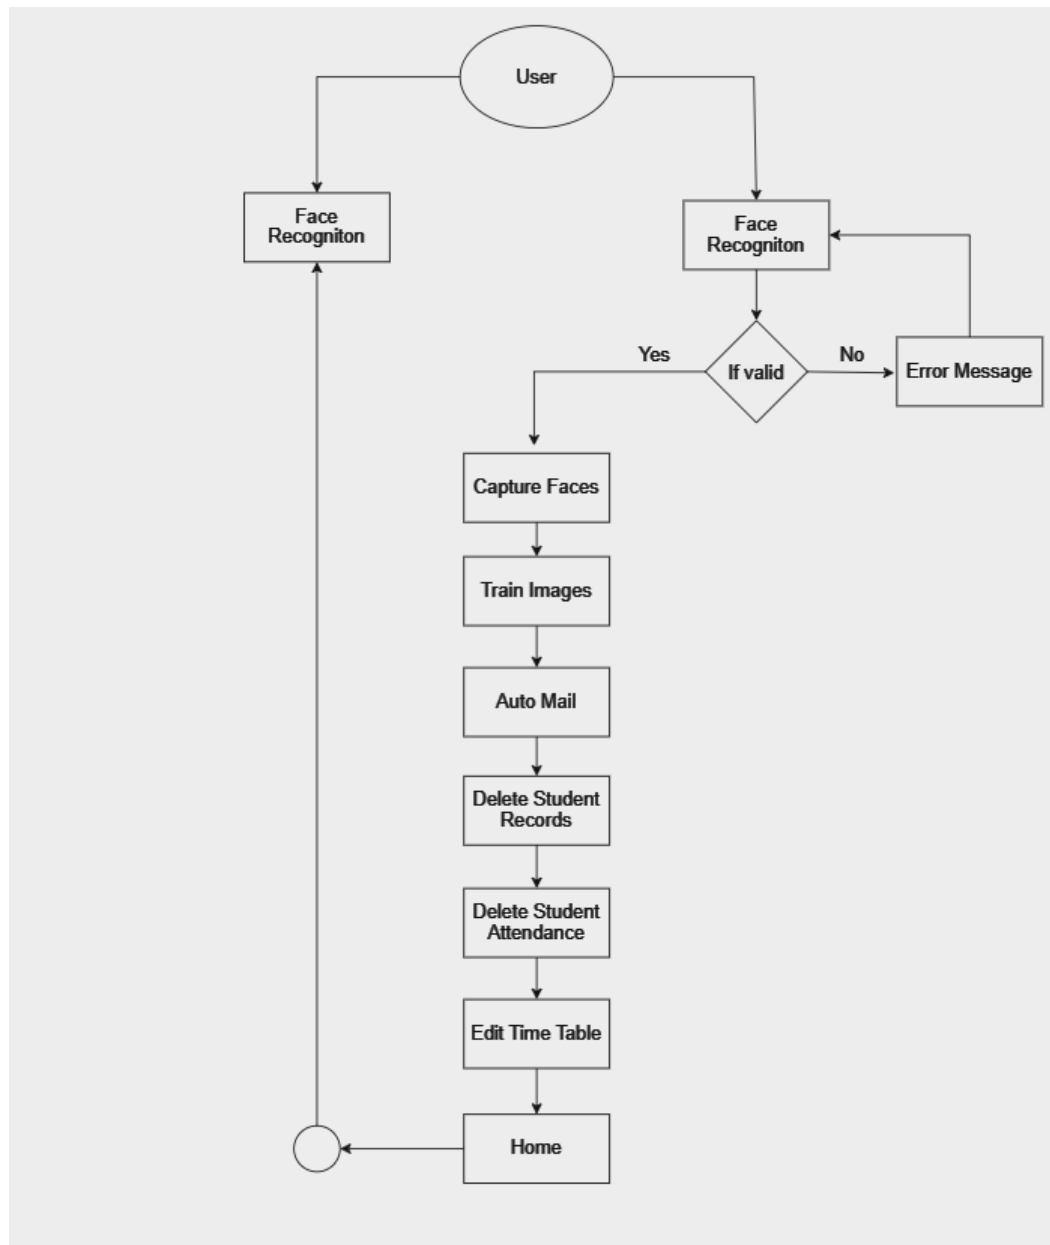 User
Face
Recogniton
Face
Recogniton
Yes
If valid
No
Error Message
Capture Faces
Train Images
Auto Mail
Delete Student
Records
Delete Student
Attendance
Edit Time Table
Home